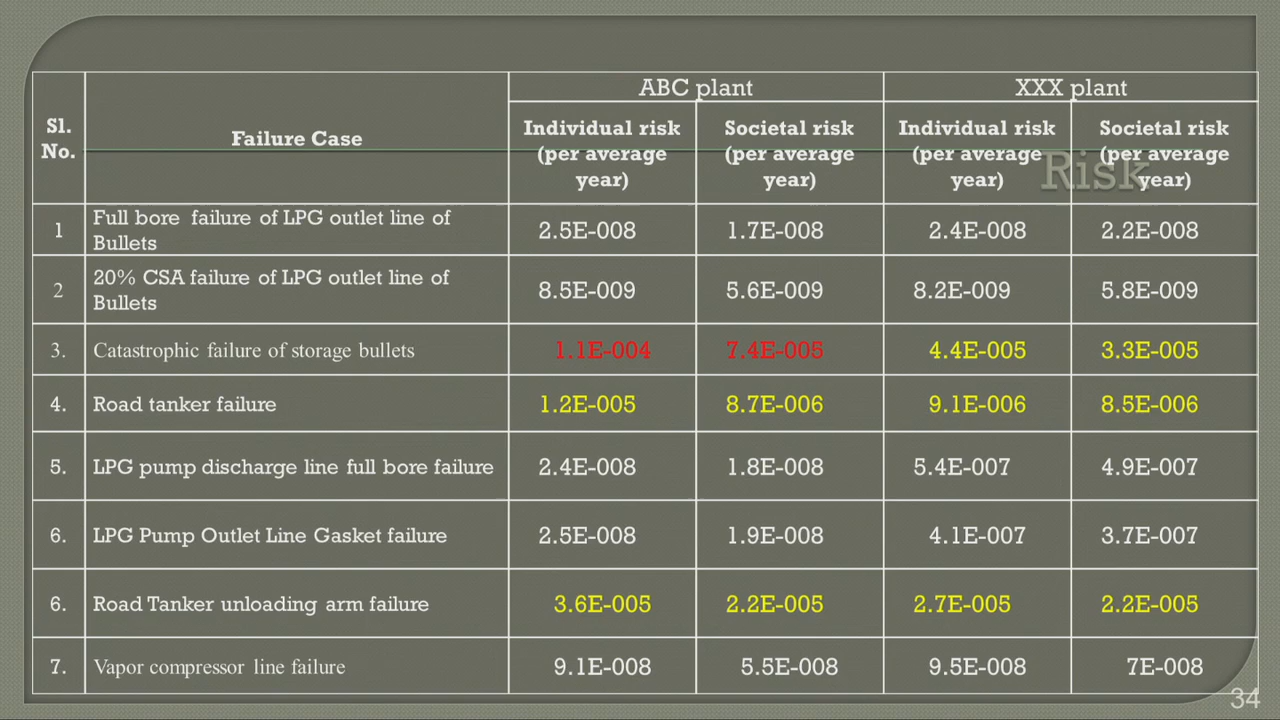 Risk
ABC plant XXX plant
Sl. No. Failure Case Individual risk (per average year) Societal risk (per average year) Individual risk (per average year) Societal risk (per average year)
1 Full bore failure of LPG outlet line of Bullets 2.5E-008 1.7E-008 2.4E-008 2.2E-008
2 20% CSA failure of LPG outlet line of Bullets 8.5E-009 5.6E-009 8.2E-009 5.8E-009
3. Catastrophic failure of storage bullets 1.1E-004 7.4E-005 4.4E-005 3.3E-005
4. Road tanker failure 1.2E-005 8.7E-006 9.1E-006 8.5E-006
5. LPG pump discharge line full bore failure 2.4E-008 1.8E-008 5.4E-007 4.9E-007
6. LPG Pump Outlet Line Gasket failure 2.5E-008 1.9E-008 4.1E-007 3.7E-007
6. Road Tanker unloading arm failure 3.6E-005 2.2E-005 2.7E-005 2.2E-005
7. Vapor compressor line failure 9.1E-008 5.5E-008 9.5E-008 7E-008
34